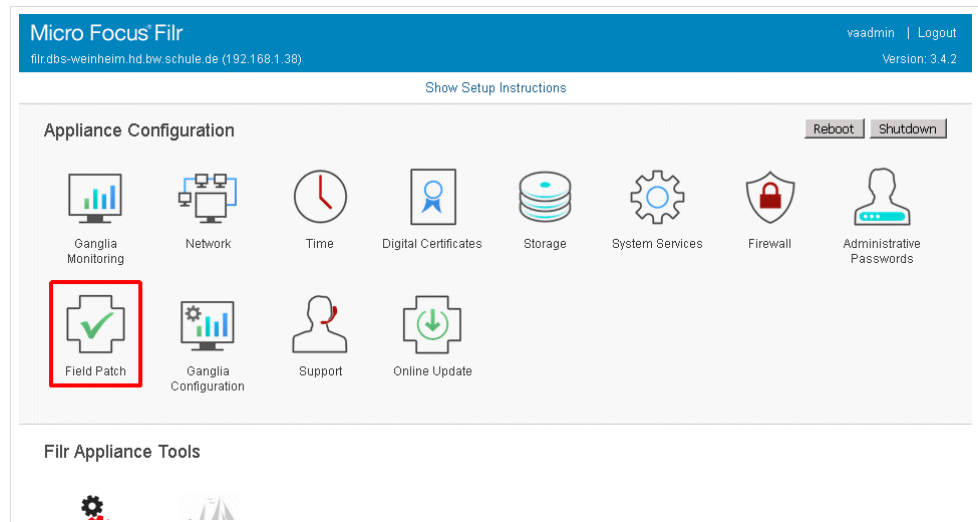 Micro Focus® Filr
vaadmin | Logout
filr.dbs-weinheim.hd.bw.schule.de (192.168.1.38)
Version: 3.4.2
Show Setup Instructions
Appliance Configuration
Reboot
Shutdown
Ganglia
Monitoring
Network
Time
Digital Certificates
Storage
System Services
Firewall
Administrative
Passwords
Field Patch
Ganglia
Configuration
Support
Online Update
Filr Appliance Tools